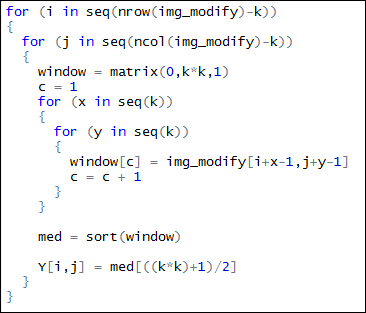 for (i in seq(nrow(img_modify)-k))
{
  for (j in seq(ncol(img_modify)-k))
  {
    window = matrix(0,k*k,1)
    c = 1
    for (x in seq(k))
    {
      for (y in seq(k))
      {
        window[c] = img_modify[i+x-1,j+y-1]
        c = c + 1
      }
    }

    med = sort(window)

    Y[i,j] = med[((k*k)+1)/2]
  }
}